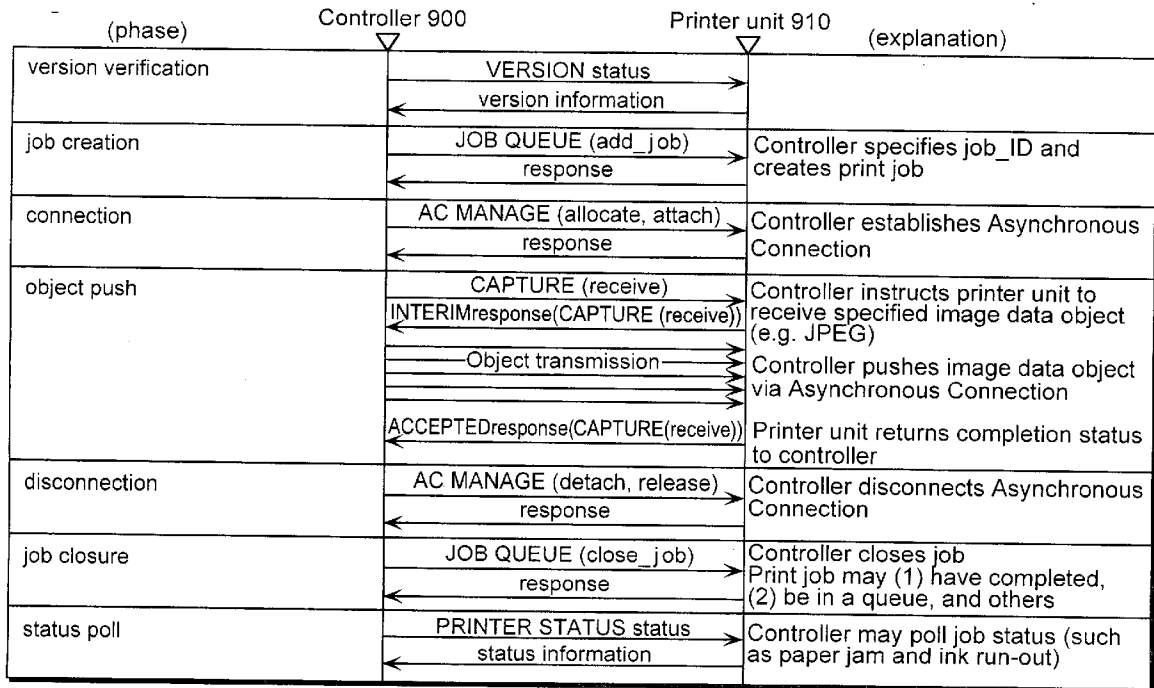 (phase)
Controller 900
Printer unit 910
(explanation)
version verification
VERSION status
version information
job creation
JOB QUEUE (add_job)
response
Controller specifies job_ID and
creates print job
connection
AC MANAGE (allocate, attach)
response
Controller establishes Asynchronous
Connection
object push
CAPTURE (receive)
INTERIMresponse(CAPTURE (receive))
Controller instructs printer unit to
receive specified image data object
(e.g. JPEG)
Object transmission
Controller pushes image data object
via Asynchronous Connection
ACCEPTEDresponse(CAPTURE(receive))
Printer unit returns completion status
to controller
disconnection
AC MANAGE (detach, release)
response
Controller disconnects Asynchronous
Connection
job closure
JOB QUEUE (close_job)
response
Controller closes job
Print job may (1) have completed,
(2) be in a queue, and others
status poll
PRINTER STATUS status
status information
Controller may poll job status (such
as paper jam and ink run-out)